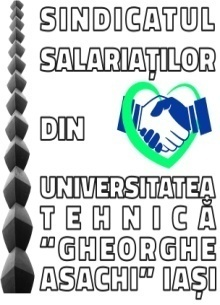 SINDICATUL
SALARIAȚILOR
DIN
UNIVERSITATEA
TEHNICĂ
"GHEORGHE
ASACHI" IAȘI